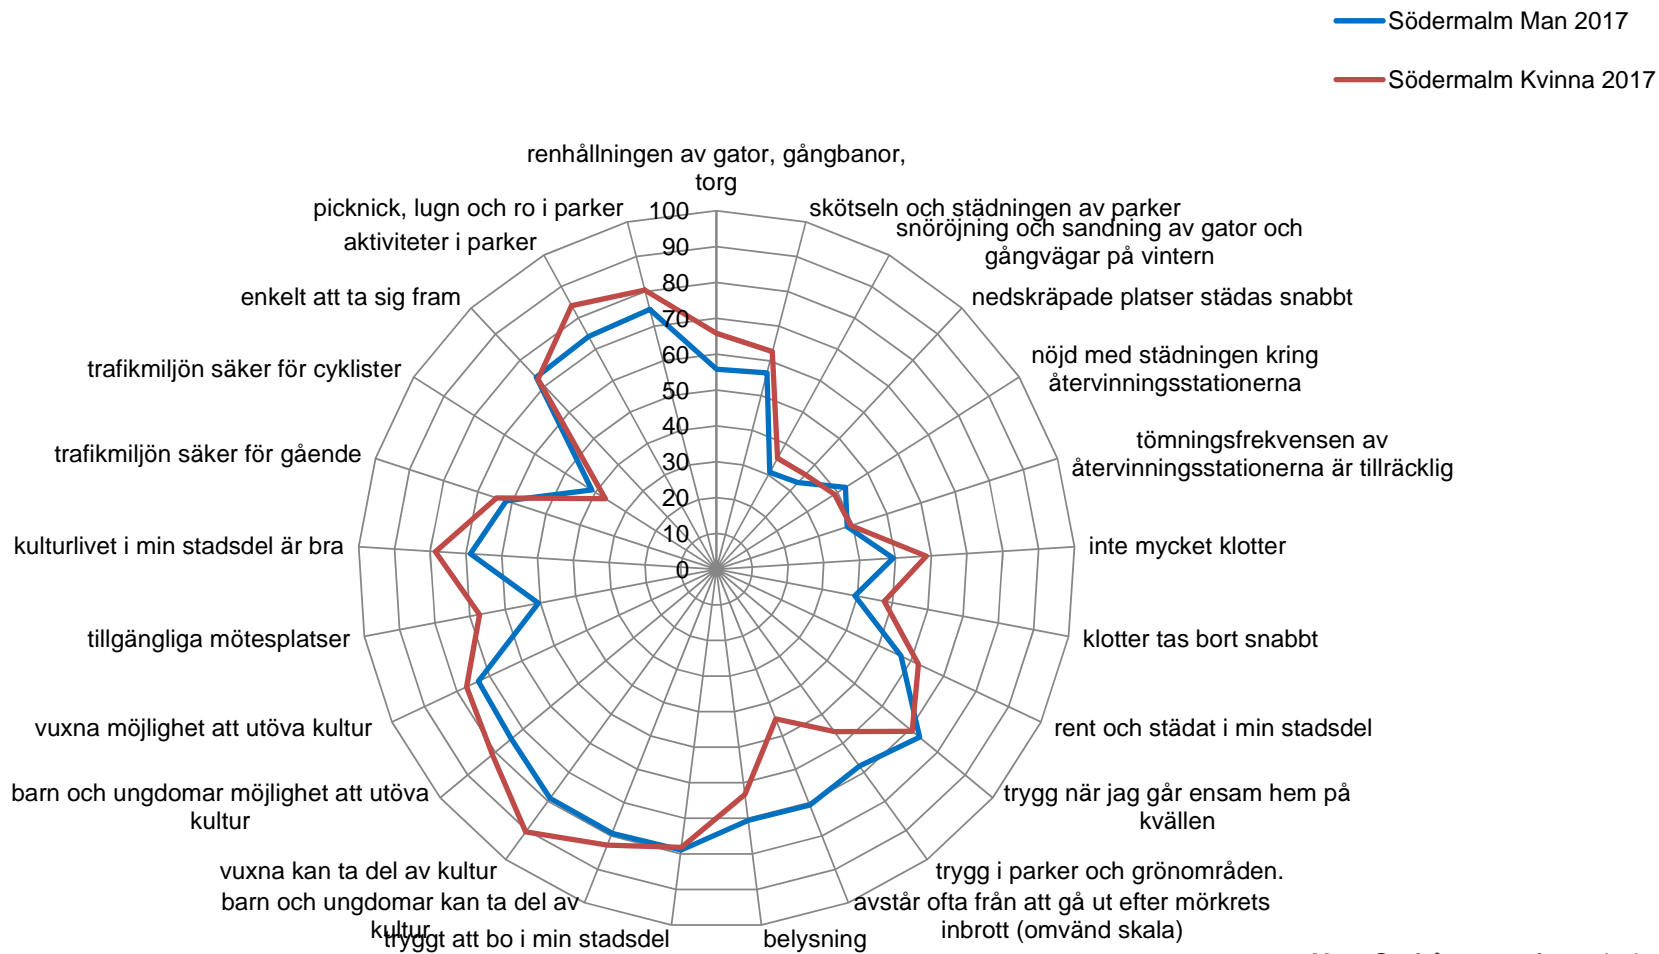 Södermalm Man 2017
Södermalm Kvinna 2017
renhållningen av gator, gångbanor,
torg
skötseln och städningen av parker
snöröjning och sandning av gator och
gångvägar på vintern
nedskräpade platser städas snabbt
nöjd med städningen kring
återvinningsstationerna
tömningsfrekvensen av
återvinningsstationerna är tillräcklig
inte mycket klotter
klotter tas bort snabbt
rent och städat i min stadsdel
trygg när jag går ensam hem på
kvällen
trygg i parker och grönområden.
avstår ofta från att gå ut efter mörkrets
inbrott (omvänd skala)
belysning
tryggt att bo i min stadsdel
barn och ungdomar kan ta del av
kultur
vuxna kan ta del av kultur
barn och ungdomar möjlighet att utöva
kultur
vuxna möjlighet att utöva kultur
tillgängliga mötesplatser
kulturlivet i min stadsdel är bra
trafikmiljön säker för gående
trafikmiljön säker för cyklister
enkelt att ta sig fram
aktiviteter i parker
picknick, lugn och ro i parker
100
90
80
70
60
50
40
30
20
10
0